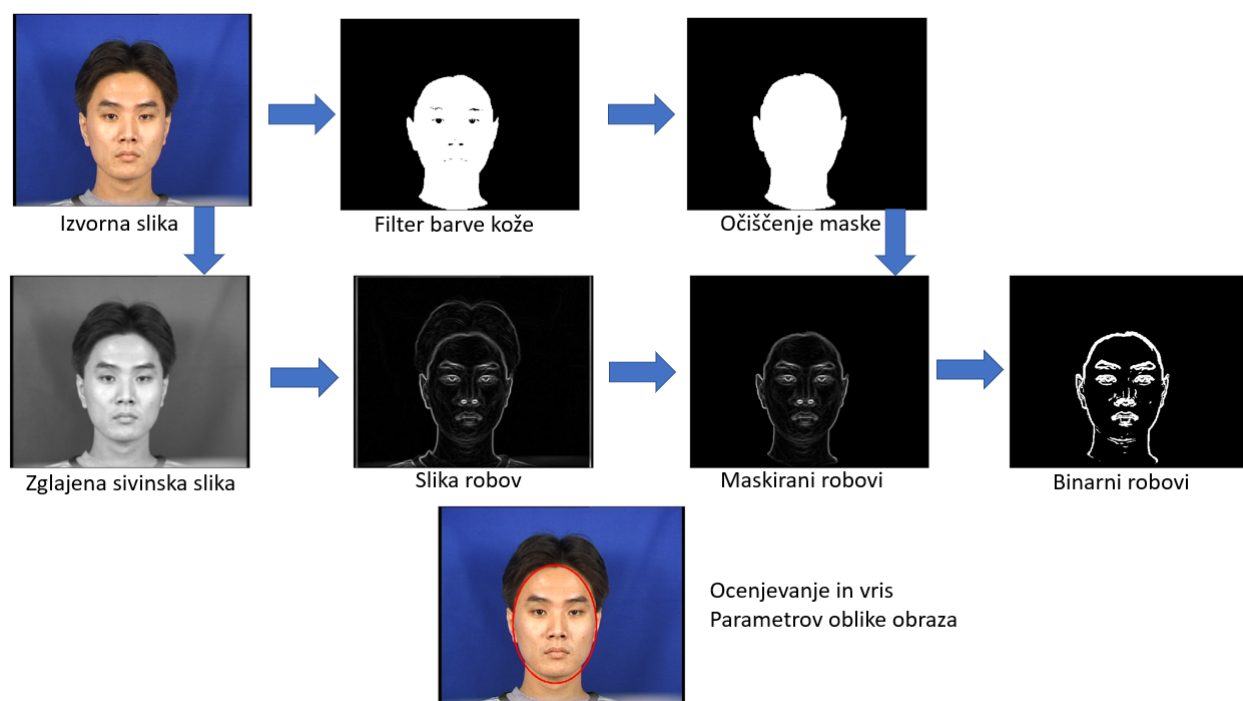 Izvorna slika
Filter barve kože
Očiščenje maske
Zglajena sivinska slika
Slika robov
Maskirani robovi
Binarni robovi
Ocenjevanje in vris
Parametrov oblike obraza